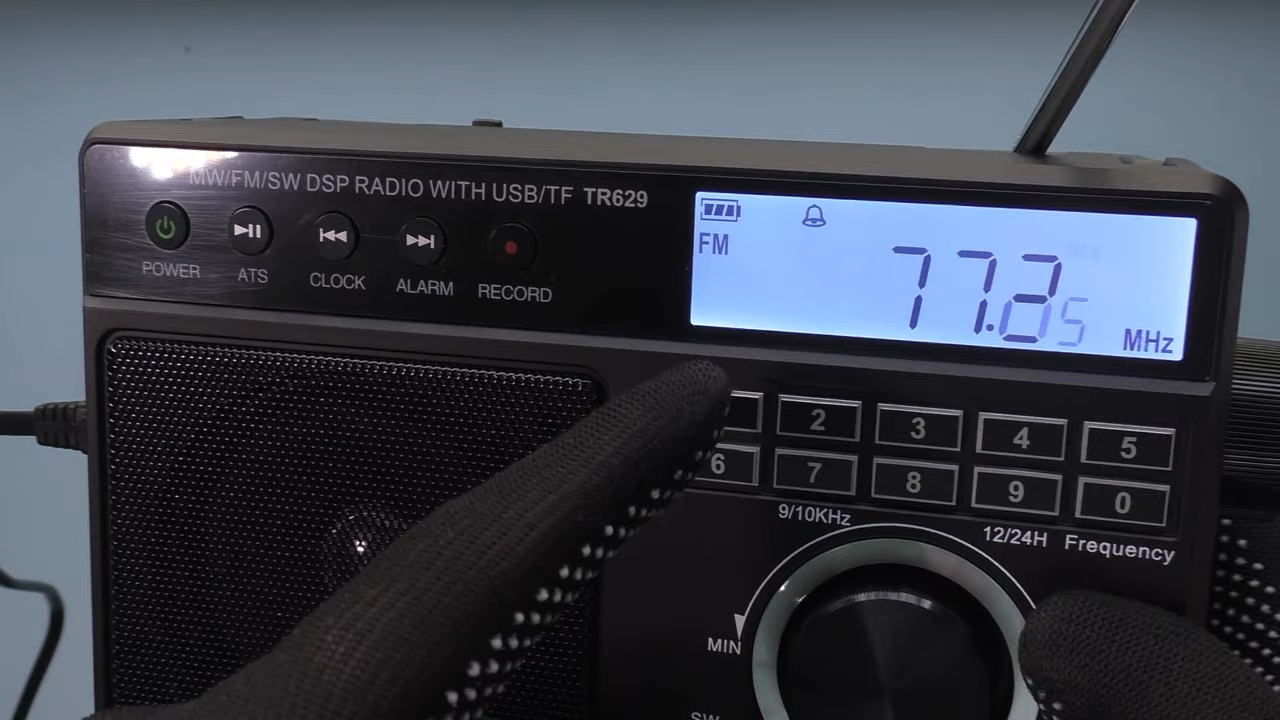 MW/FM/SW DSP RADIO WITH USB/TF TR629
POWER
ATS
CLOCK
ALARM
RECORD
FM
77.25
MHz
2
3
4
5
6
7
8
9
0
9/10KHz
12/24H
Frequency
MIN
SW